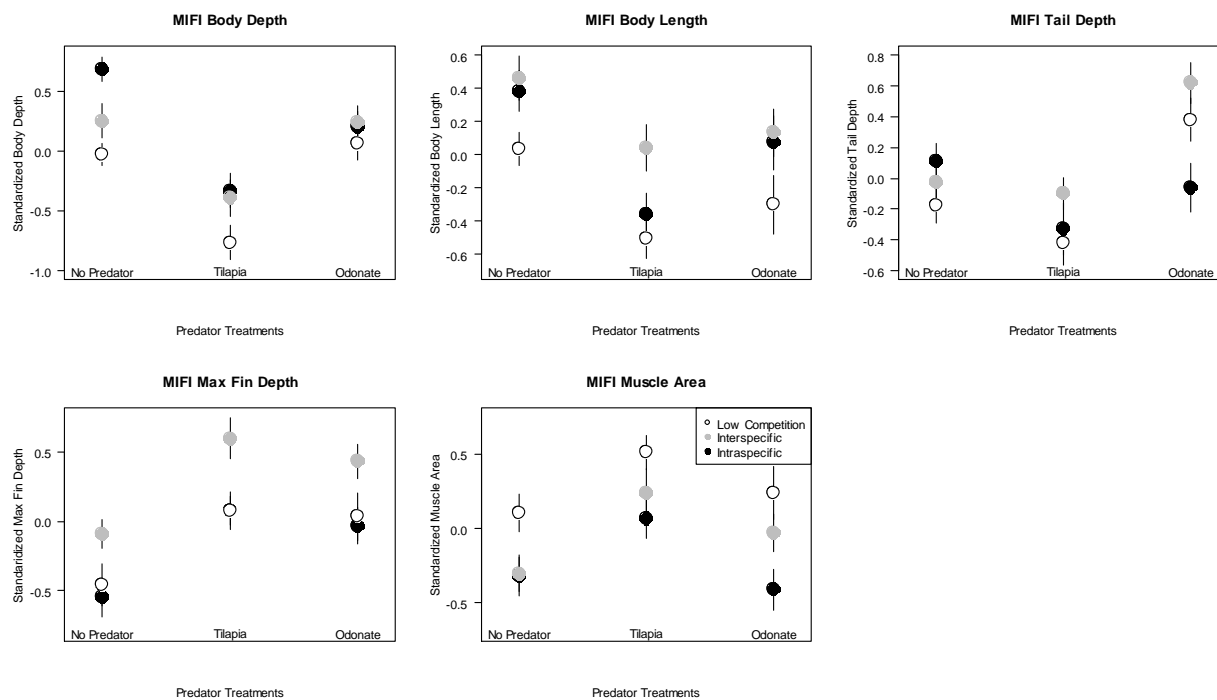 MIFI Body Depth
Standardized Body Depth
0.5
0.0
-0.5
-1.0
No Predator
Tilapia
Odonate
Predator Treatments
MIFI Body Length
Standardized Body Length
0.6
0.4
0.2
0.0
-0.2
-0.4
-0.6
No Predator
Tilapia
Odonate
Predator Treatments
MIFI Tail Depth
Standardized Tail Depth
0.8
0.6
0.4
0.2
0.0
-0.2
-0.4
-0.6
No Predator
Tilapia
Odonate
Predator Treatments
MIFI Max Fin Depth
Standaridized Max Fin Depth
0.5
0.0
-0.5
No Predator
Tilapia
Odonate
Predator Treatments
MIFI Muscle Area
Standardized Muscle Area
0.5
0.0
-0.5
Low Competition
Interspecific
Intraspecific
No Predator
Tilapia
Odonate
Predator Treatments